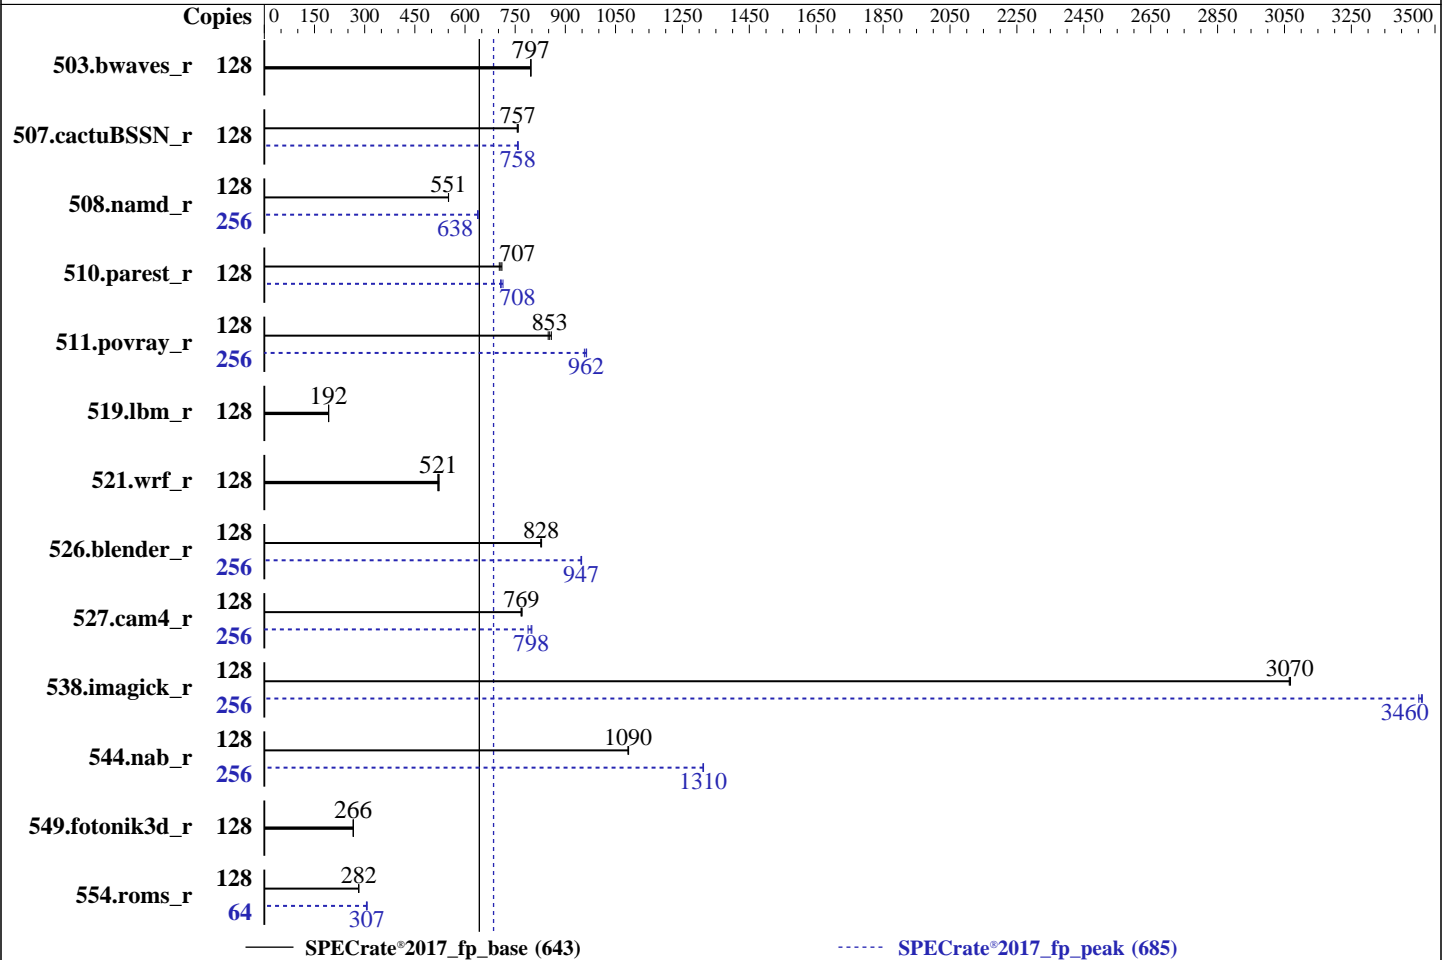 Copies 0 150 300 450 600 750 900 1050 1250 1450 1650 1850 2050 2250 2450 2650 2850 3050 3250 3500
797
503.bwaves_r 128
757
507.cactuBSSN_r 128
758
128 551
508.namd_r
256 638
707
510.parest_r 128
708
128 853
511.povray_r
256 962
192
519.lbm_r 128
521
521.wrf_r 128
128 828
526.blender_r
256 947
128 769
527.cam4_r
256 798
128 3070
538.imagick_r
256 3460
128 1090
544.nab_r
256 1310
266
549.fotonik3d_r 128
128 282
554.roms_r
64 307
SPECrate®2017_fp_base (643) SPECrate®2017_fp_peak (685)